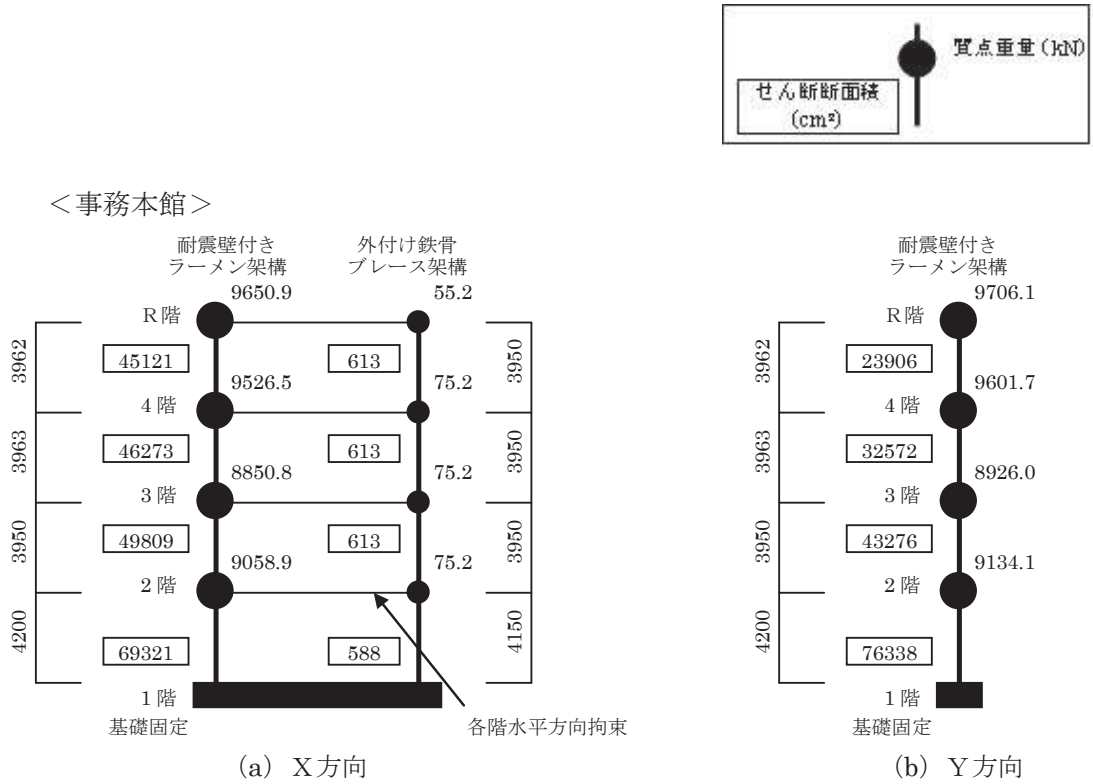 質点重量(kN)
せん断断面積
(cm²)
＜事務本館＞
耐震壁付き
ラーメン架構
外付け鉄骨
ブレース架構
耐震壁付き
ラーメン架構
9650.9
55.2
9706.1
R階
R階
3962
45121
613
3950
3962
23906
9526.5
75.2
9601.7
4階
4階
3963
46273
613
3950
3963
32572
8850.8
75.2
8926.0
3階
3階
3950
49809
613
3950
3950
43276
9058.9
75.2
9134.1
2階
2階
4200
69321
588
4150
4200
76338
1階
基礎固定
各階水平方向拘束
1階
基礎固定
(a) X方向
(b) Y方向